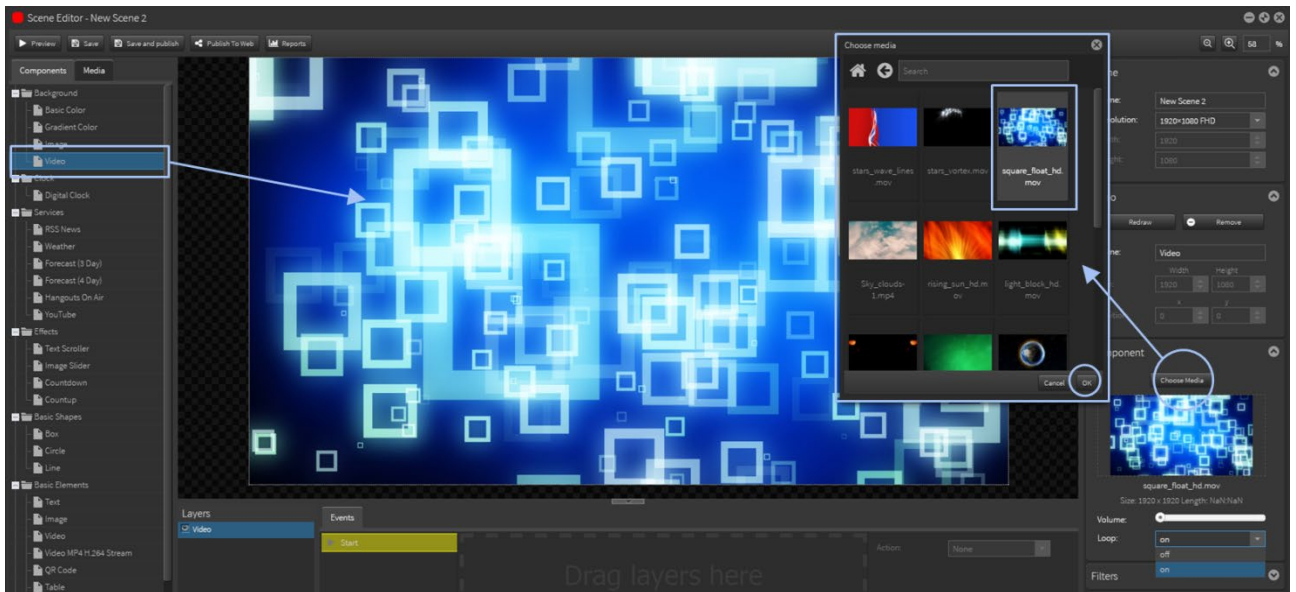 Scene Editor - New Scene 2
Preview Save Save and publish Publish To Web Reports
58 %
Components Media
Background
Basic Color
Gradient Color
Image
Video
Clock
Digital Clock
Services
RSS News
Weather
Forecast (3 Day)
Forecast (4 Day)
Hangouts On Air
YouTube
Effects
Text Scroller
Image Slider
Countdown
Countup
Basic Shapes
Box
Circle
Line
Basic Elements
Text
Image
Video
Video MP4 H.264 Stream
QR Code
Table
Layers
Video
Events
Start
Drag layers here
Action: None
Choose media
Search
stars_wave_lines
.mov
stars_vortex.mov
square_float_hd.
mov
Sky_clouds-
1.mp4
rising_sun_hd.m
ov
light_block_hd.
mov
Cancel OK
New Scene 2
1920×1080 FHD
1920
1080
Redraw Remove
Video
Width Height
1920 1080
x y
0 0
Choose Media
square_float_hd.mov
Size: 1920 x 1920 Length: NaN:NaN
Volume:
Loop: on
off
on
Filters